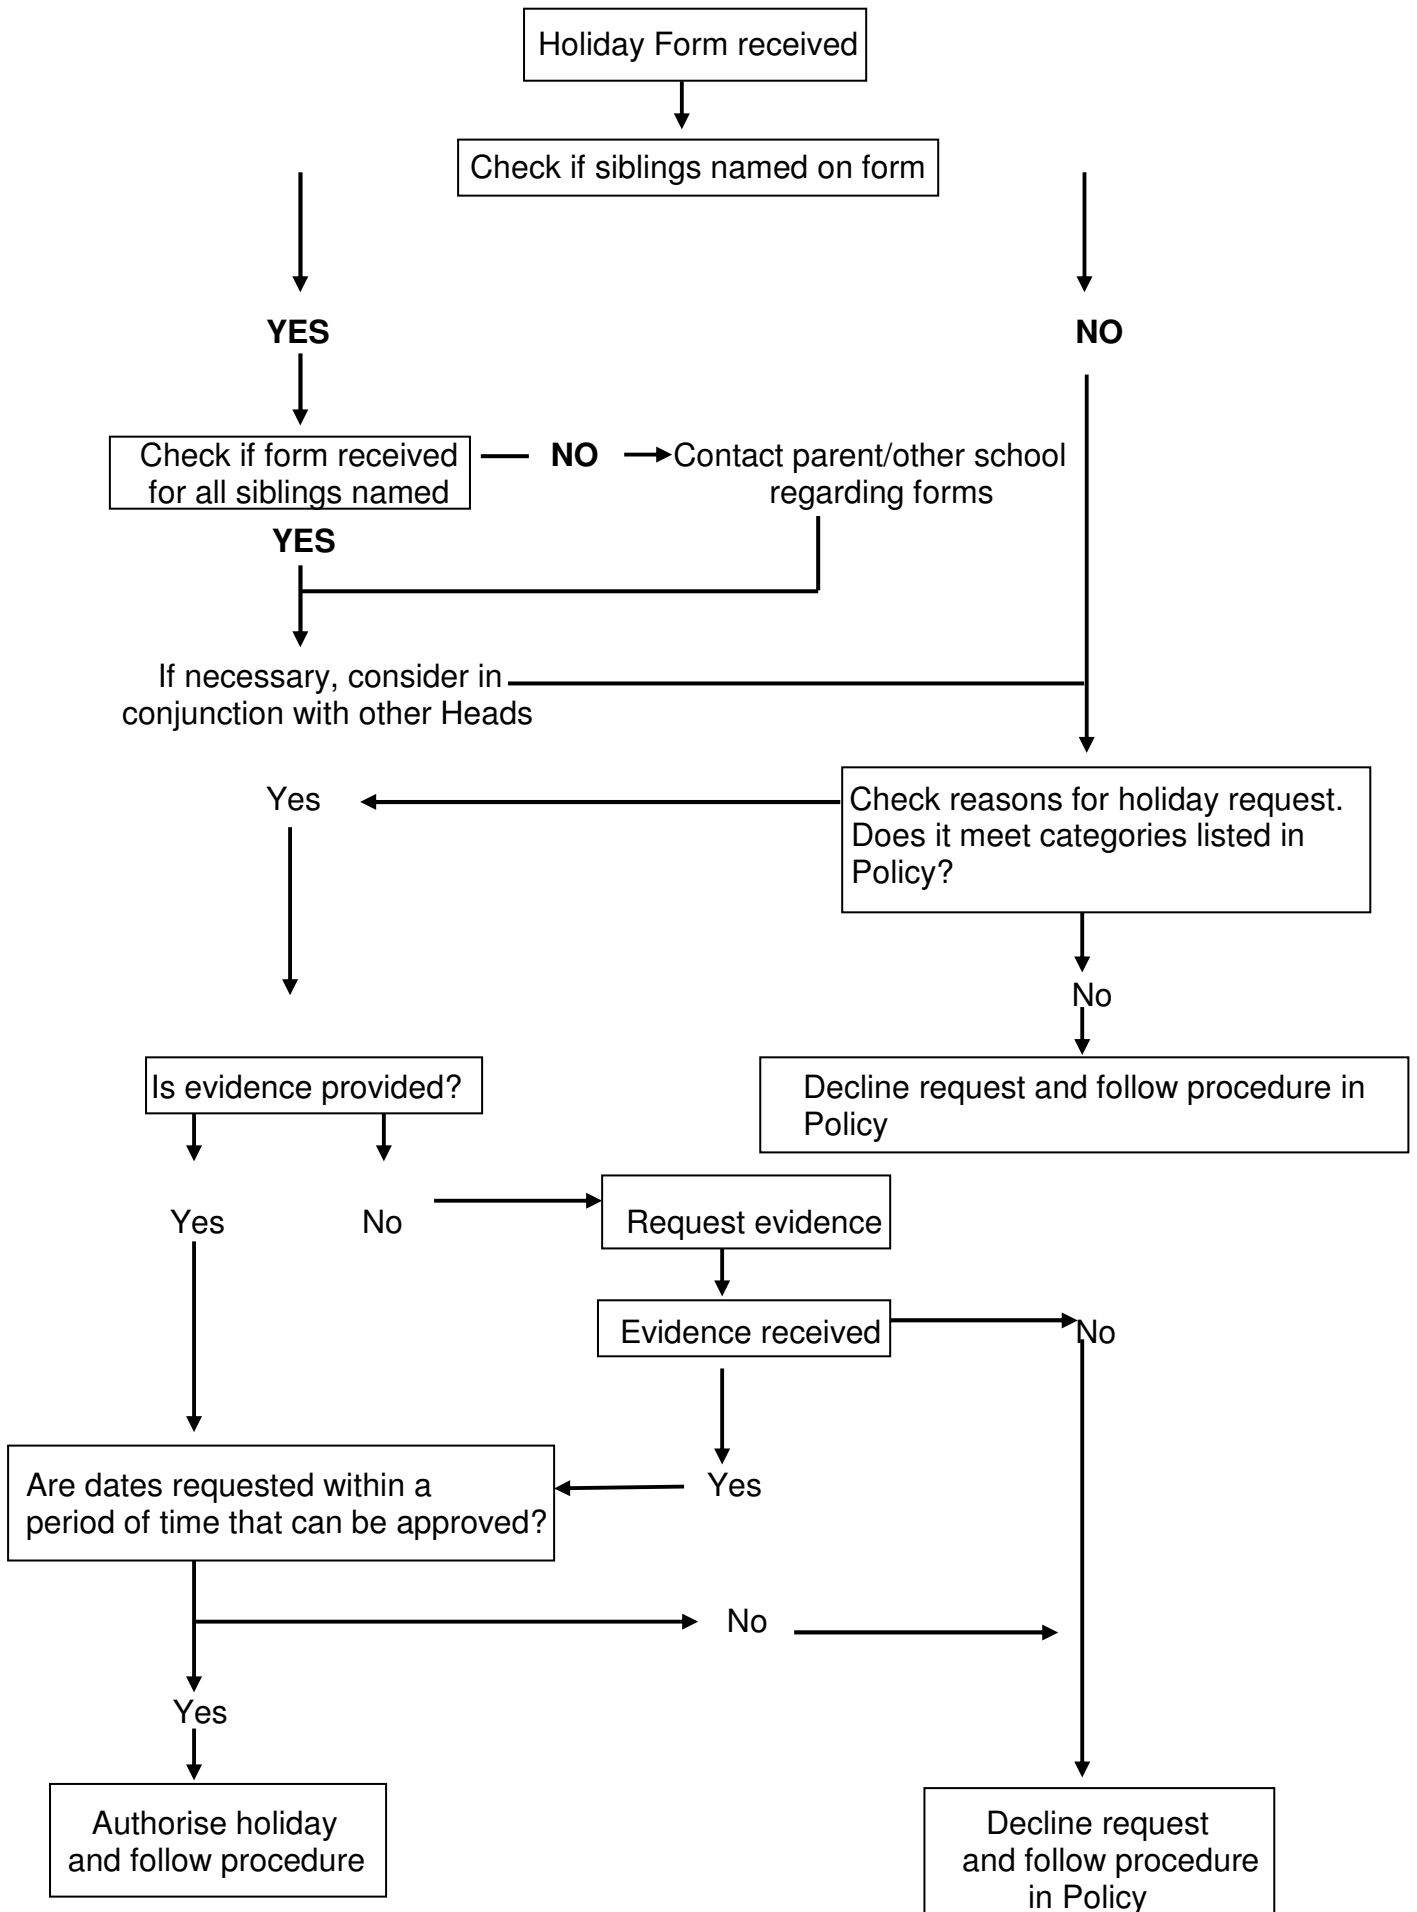 Holiday Form received
Check if siblings named on form
YES
NO
Check if form received
for all siblings named
NO
Contact parent/other school
regarding forms
YES
If necessary, consider in
conjunction with other Heads
Yes
Check reasons for holiday request.
Does it meet categories listed in
Policy?
No
Is evidence provided?
Decline request and follow procedure in
Policy
Yes
No
Request evidence
Evidence received
No
Are dates requested within a
period of time that can be approved?
Yes
No
Yes
Authorise holiday
and follow procedure
Decline request
and follow procedure
in Policy